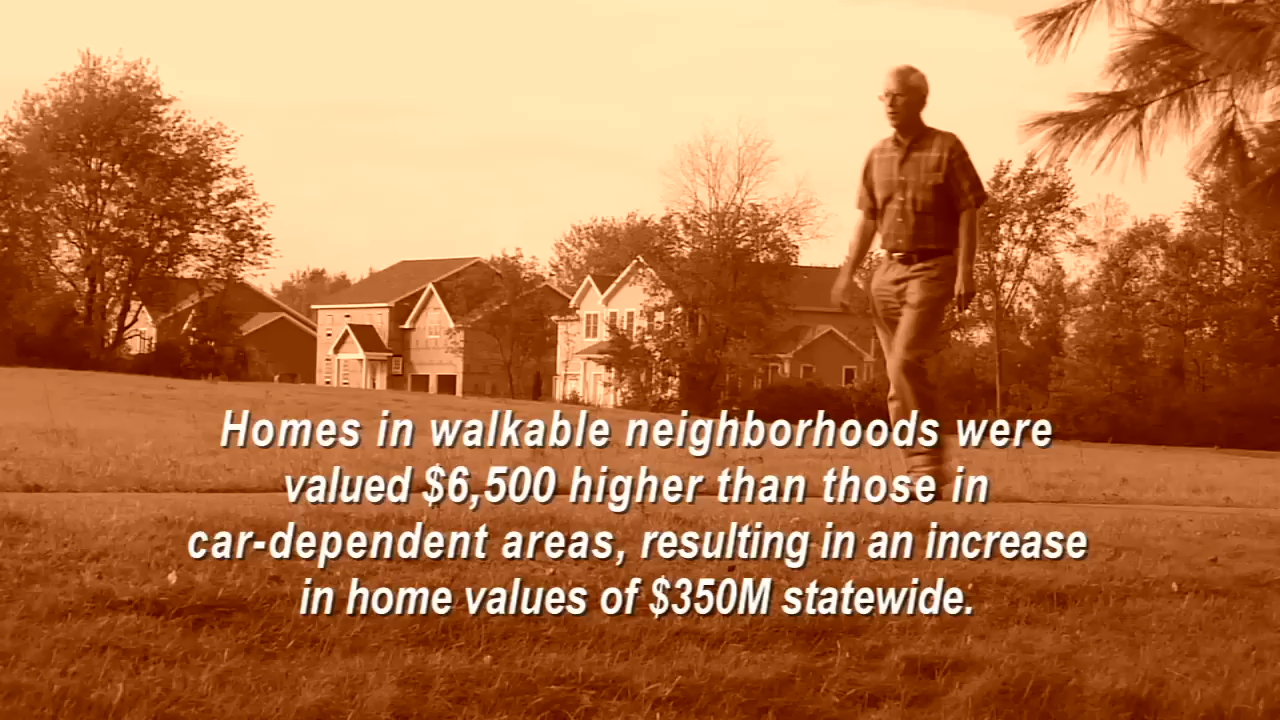 Homes in walkable neighborhoods were
valued $6,500 higher than those in
car-dependent areas, resulting in an increase
in home values of $350M statewide.